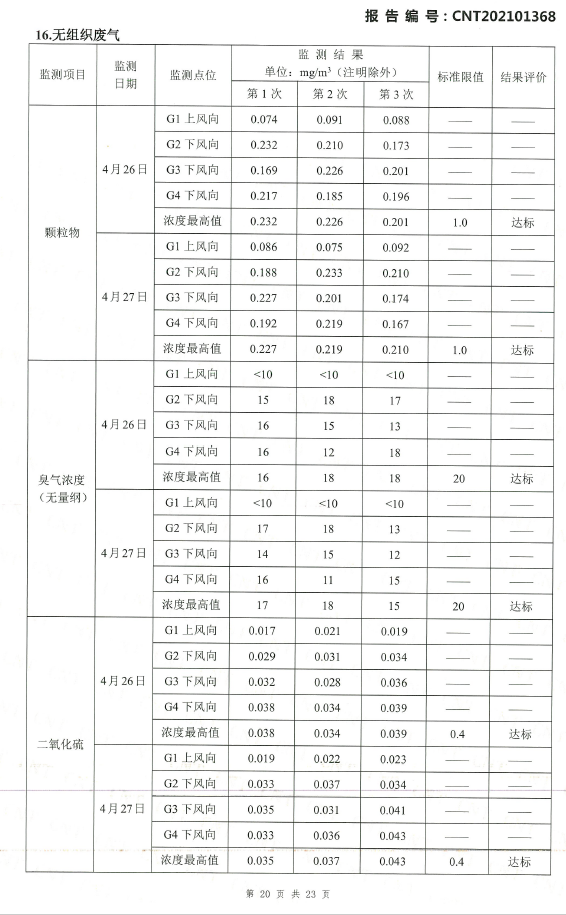 报 告 编 号：CNT202101368
16.无组织废气
监测项目 监测日期 监测点位 监 测 结 果 单位：mg/m³（注明除外） 标准限值 结果评价
第 1 次 第 2 次 第 3 次
颗粒物 4月26日 G1 上风向 0.074 0.091 0.088 —— ——
G2 下风向 0.232 0.210 0.173 —— ——
G3 下风向 0.169 0.226 0.201 —— ——
G4 下风向 0.217 0.185 0.196 —— ——
浓度最高值 0.232 0.226 0.201 1.0 达标
4月27日 G1 上风向 0.086 0.075 0.092 —— ——
G2 下风向 0.188 0.233 0.210 —— ——
G3 下风向 0.227 0.201 0.174 —— ——
G4 下风向 0.192 0.219 0.167 —— ——
浓度最高值 0.227 0.219 0.210 1.0 达标
臭气浓度（无量纲） 4月26日 G1 上风向 <10 <10 <10 —— ——
G2 下风向 15 18 17 —— ——
G3 下风向 16 15 13 —— ——
G4 下风向 16 12 18 —— ——
浓度最高值 16 18 18 20 达标
4月27日 G1 上风向 <10 <10 <10 —— ——
G2 下风向 17 18 13 —— ——
G3 下风向 14 15 12 —— ——
G4 下风向 16 11 15 —— ——
浓度最高值 17 18 15 20 达标
二氧化硫 4月26日 G1 上风向 0.017 0.021 0.019 —— ——
G2 下风向 0.029 0.031 0.034 —— ——
G3 下风向 0.032 0.028 0.036 —— ——
G4 下风向 0.038 0.034 0.039 —— ——
浓度最高值 0.038 0.034 0.039 0.4 达标
4月27日 G1 上风向 0.019 0.022 0.023 —— ——
G2 下风向 0.033 0.037 0.034 —— ——
G3 下风向 0.035 0.031 0.041 —— ——
G4 下风向 0.033 0.036 0.043 —— ——
浓度最高值 0.035 0.037 0.043 0.4 达标
第 20 页 共 23 页